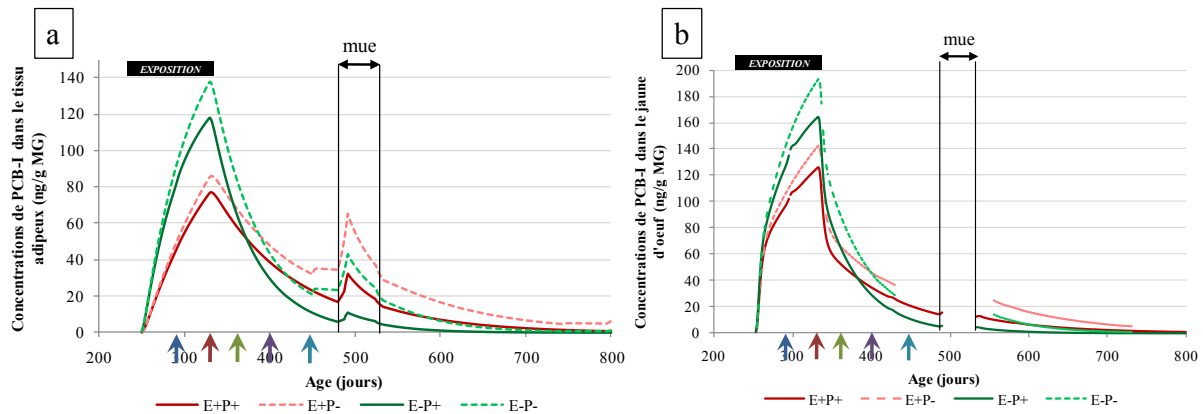 a
mue
EXPOSITION
Concentrations de PCB-I dans le tissu
adipeux (ng/g MG)
140
120
100
80
60
40
20
0
200
300
400
500
600
700
800
Age (jours)
E+P+
E+P-
E-P+
E-P-
b
mue
EXPOSITION
Concentrations de PCB-I dans le jaune
d'oeuf (ng/g MG)
200
180
160
140
120
100
80
60
40
20
0
200
300
400
500
600
700
800
Age (jours)
E+P+
E+P-
E-P+
E-P-